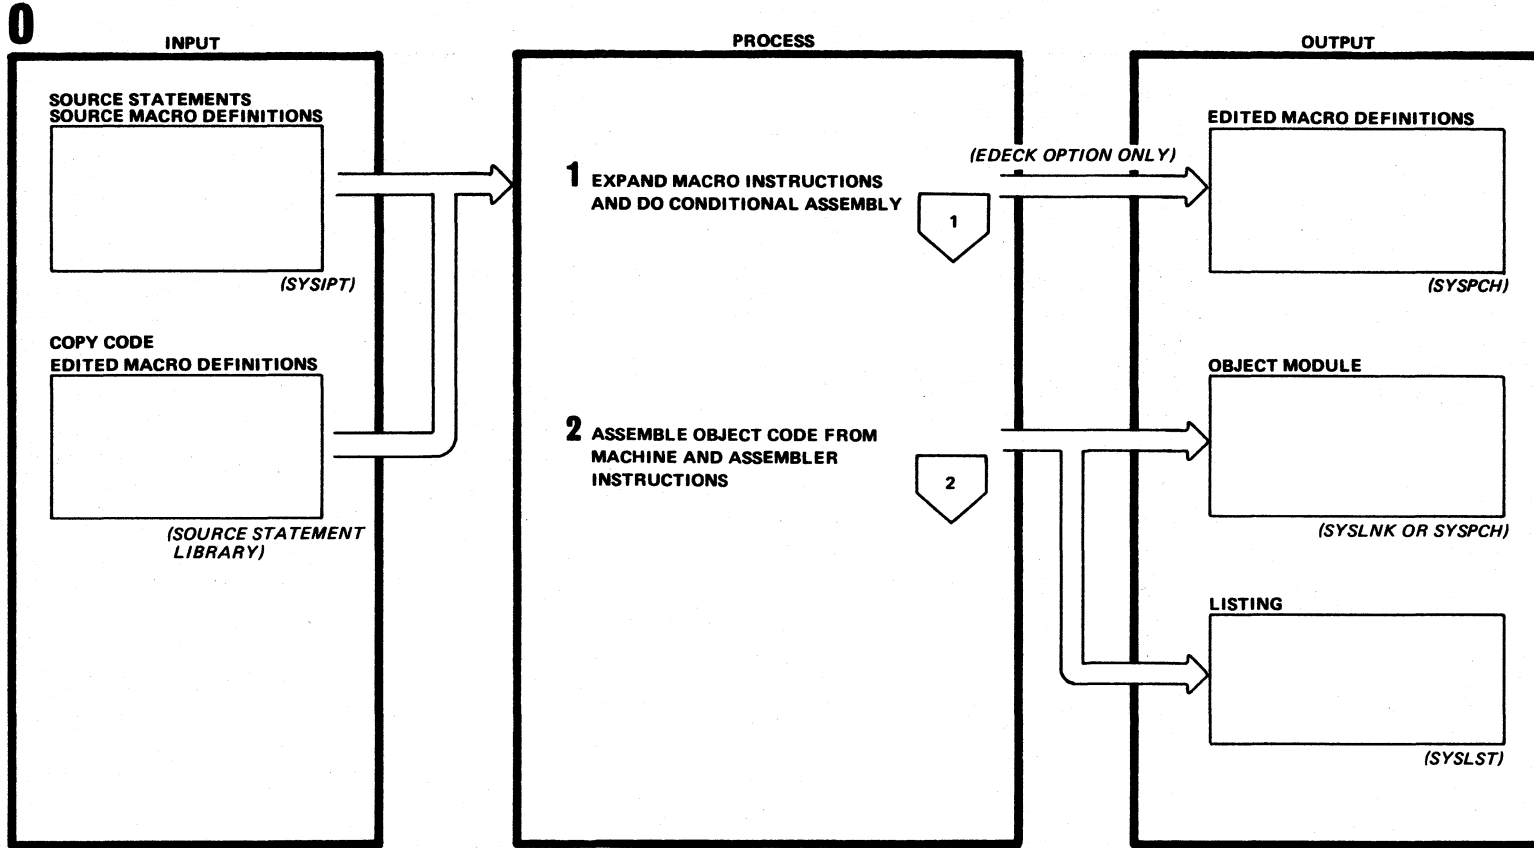 0
INPUT
PROCESS
OUTPUT
SOURCE STATEMENTS
SOURCE MACRO DEFINITIONS
(SYSIPT)
COPY CODE
EDITED MACRO DEFINITIONS
(SOURCE STATEMENT
LIBRARY)
1 EXPAND MACRO INSTRUCTIONS
AND DO CONDITIONAL ASSEMBLY
1
(EDECK OPTION ONLY)
2 ASSEMBLE OBJECT CODE FROM
MACHINE AND ASSEMBLER
INSTRUCTIONS
2
EDITED MACRO DEFINITIONS
(SYSPCH)
OBJECT MODULE
(SYSLNK OR SYSPCH)
LISTING
(SYSLST)